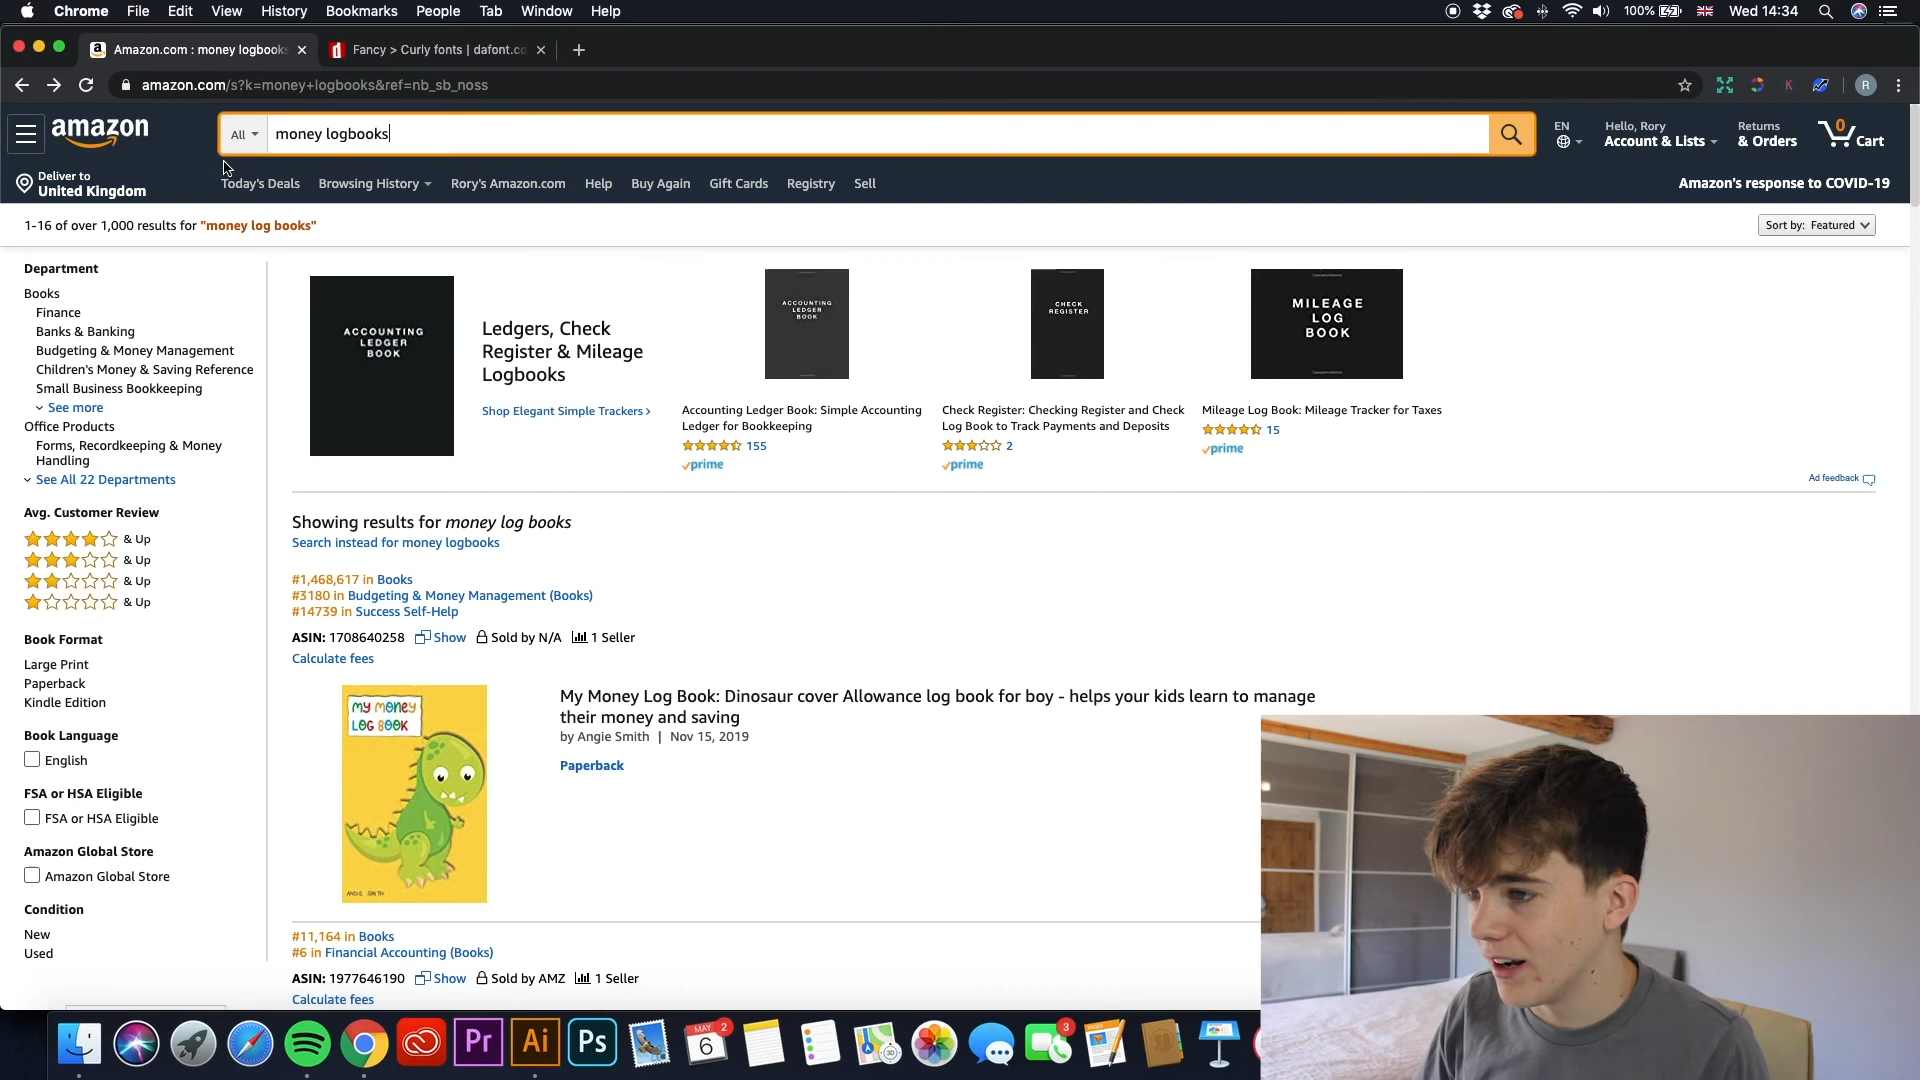 Chrome File Edit View History Bookmarks People Tab Window Help
100% Wed 14:34
Amazon.com : money logbooks
Fancy > Curly fonts | dafont.co
amazon.com/s?k=money+logbooks&ref=nb_sb_noss
K R
amazon
All
money logbooks
EN
Hello, Rory
Account & Lists
Returns
& Orders
0
Cart
Deliver to
United Kingdom
Today's Deals Browsing History Rory's Amazon.com Help Buy Again Gift Cards Registry Sell
Amazon's response to COVID-19
1-16 of over 1,000 results for "money log books"
Sort by: Featured
Department
Books
Finance
Banks & Banking
Budgeting & Money Management
Children's Money & Saving Reference
Small Business Bookkeeping
See more
Office Products
Forms, Recordkeeping & Money
Handling
See All 22 Departments
Avg. Customer Review
& Up
& Up
& Up
& Up
Book Format
Large Print
Paperback
Kindle Edition
Book Language
English
FSA or HSA Eligible
FSA or HSA Eligible
Amazon Global Store
Amazon Global Store
Condition
New
Used
ACCOUNTING
LEDGER
BOOK
Ledgers, Check
Register & Mileage
Logbooks
Shop Elegant Simple Trackers
ACCOUNTING
LEDGER
BOOK
Accounting Ledger Book: Simple Accounting
Ledger for Bookkeeping
155
prime
CHECK
REGISTER
Check Register: Checking Register and Check
Log Book to Track Payments and Deposits
2
prime
MILEAGE
LOG
BOOK
Mileage Log Book: Mileage Tracker for Taxes
15
prime
Ad feedback
Showing results for money log books
Search instead for money logbooks
#1,468,617 in Books
#3180 in Budgeting & Money Management (Books)
#14739 in Success Self-Help
ASIN: 1708640258 Show Sold by N/A 1 Seller
Calculate fees
MY MONEY
LOG BOOK
ANGIE SMITH
My Money Log Book: Dinosaur cover Allowance log book for boy - helps your kids learn to manage
their money and saving
by Angie Smith | Nov 15, 2019
Paperback
#11,164 in Books
#6 in Financial Accounting (Books)
ASIN: 1977646190 Show Sold by AMZ 1 Seller
Calculate fees
Pr Ai Ps
MAY 2
6
3D
3